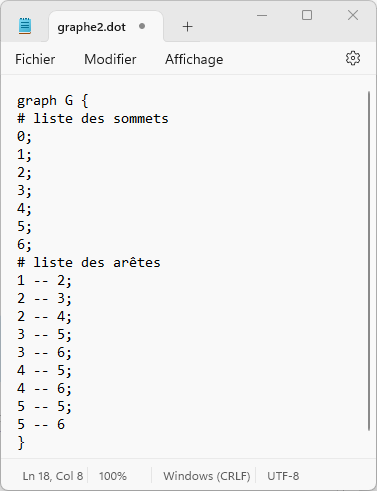 graphe2.dot
Fichier Modifier Affichage
graph G {
# liste des sommets
0;
1;
2;
3;
4;
5;
6;
# liste des arêtes
1 -- 2;
2 -- 3;
2 -- 4;
3 -- 5;
3 -- 6;
4 -- 5;
4 -- 6;
5 -- 5;
5 -- 6
}
Ln 18, Col 8 100% Windows (CRLF) UTF-8